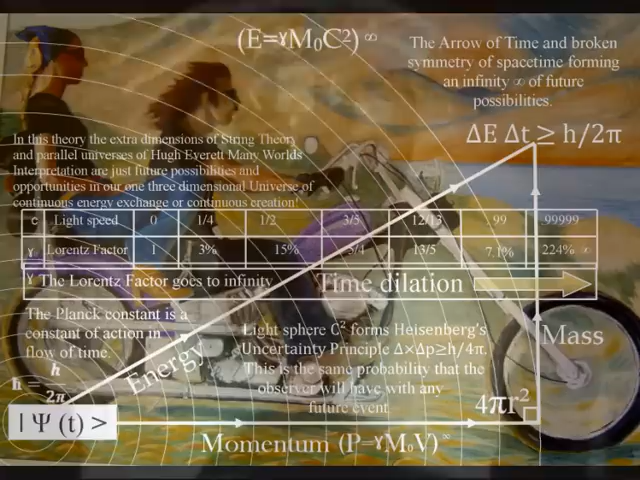 (E=ɣM₀C²) ∞
The Arrow of Time and broken
symmetry of spacetime forming
an infinity ∞ of future
possibilities.
ΔE Δt ≥ h/2π
In this theory the extra dimensions of String Theory
and parallel universes of Hugh Everett Many Worlds
Interpretation are just future possibilities and
opportunities in our one three dimensional Universe of
continuous energy exchange or continuous creation!
C Light speed 0 1/4 1/2 3/5 12/13 .99 99999
ɣ Lorentz Factor 1 3% 15% 5/4 13/5 7.1% 224% ∞
ɣ The Lorentz Factor goes to infinity Time dilation
The Planck constant is a
constant of action in
flow of time.
ħ = h/2π
Light sphere C² forms Heisenberg's
Uncertainty Principle Δ×Δp≥h/4π.
This is the same probability that the
observer will have with any
future event.
Energy
Mass
4πr²
| Ψ (t) >
Momentum (P=ɣM₀V) ∞